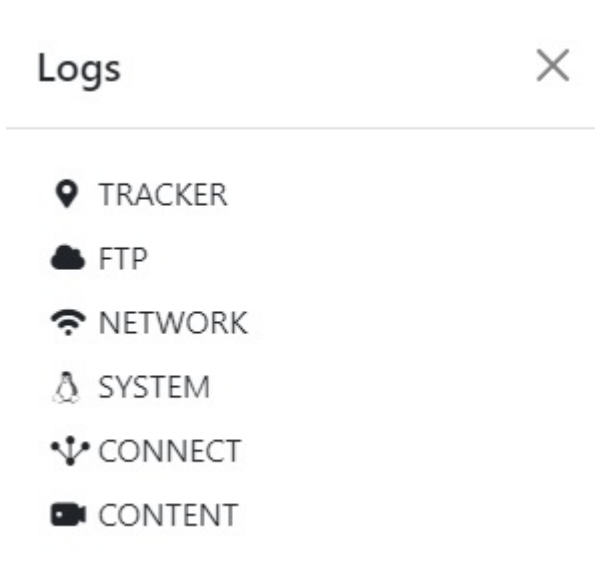 Logs
TRACKER
FTP
NETWORK
SYSTEM
CONNECT
CONTENT